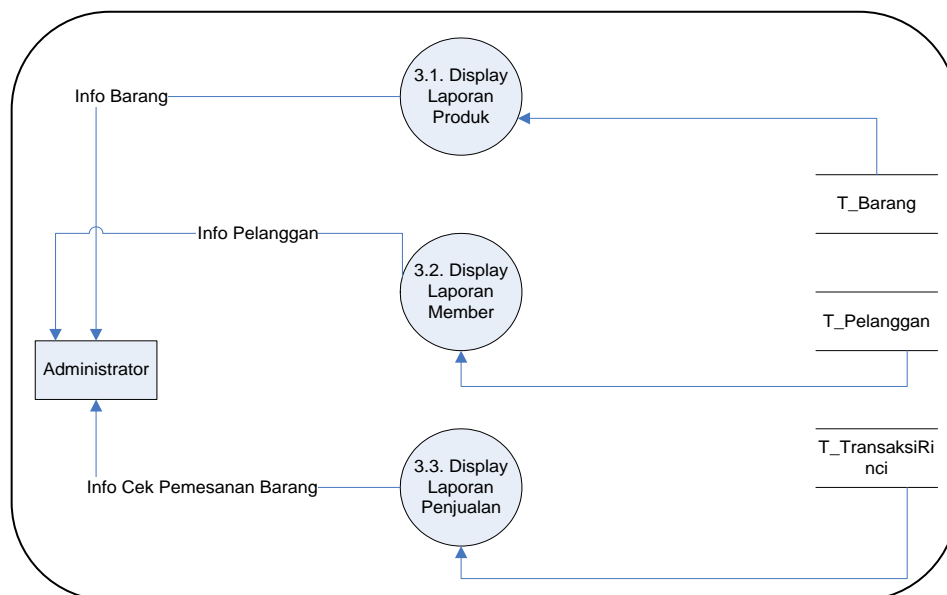 3.1. Display
Laporan
Produk
Info Barang
T_Barang
Info Pelanggan
3.2. Display
Laporan
Member
T_Pelanggan
Administrator
3.3. Display
Laporan
Penjualan
T_TransaksiRi
nci
Info Cek Pemesanan Barang